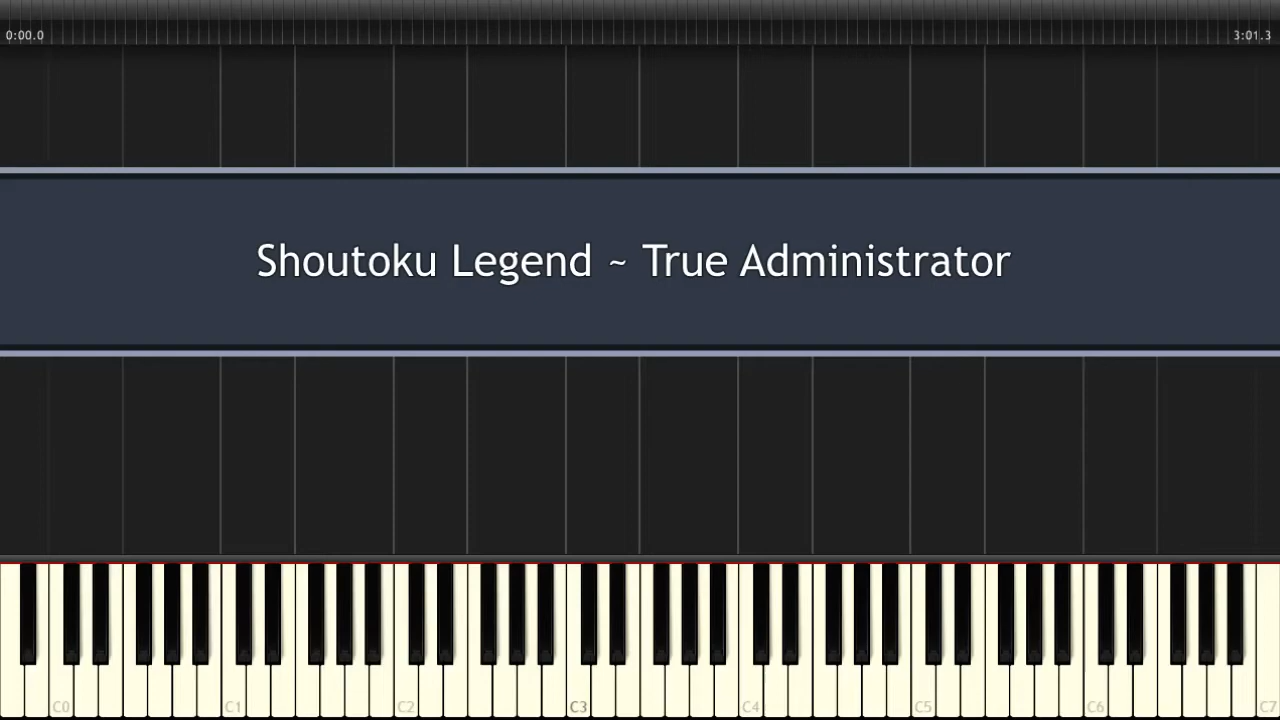 0:00.0
3:01.3
Shoutoku Legend ~ True Administrator
C0 C1 C2 C3 C4 C5 C6 C7